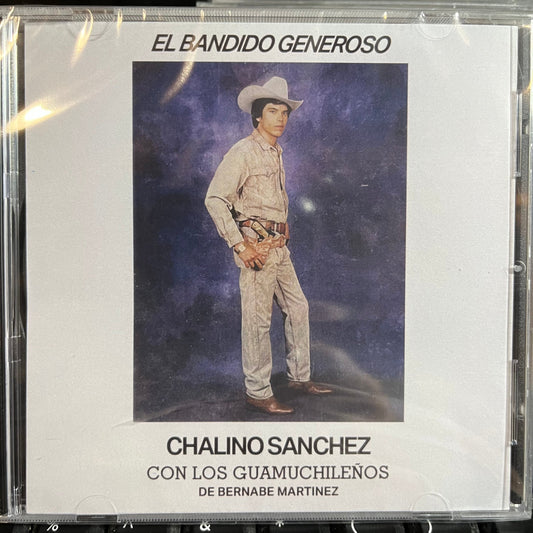 EL BANDIDO GENEROSO
CHALINO SANCHEZ
CON LOS GUAMUCHILEÑOS
DE BERNABE MARTINEZ
% & *